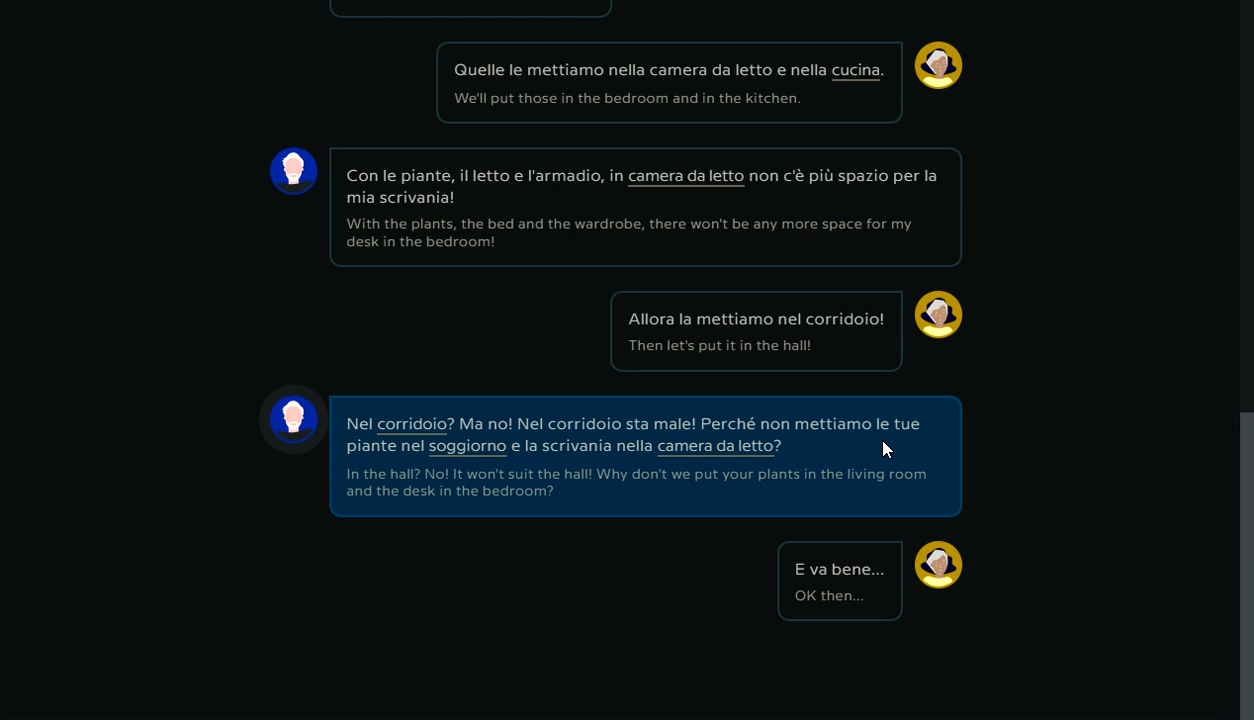 Quelle le mettiamo nella camera da letto e nella cucina.
We'll put those in the bedroom and in the kitchen.
Con le piante, il letto e l'armadio, in camera da letto non c'è più spazio per la
mia scrivania!
With the plants, the bed and the wardrobe, there won't be any more space for my
desk in the bedroom!
Allora la mettiamo nel corridoio!
Then let's put it in the hall!
Nel corridoio? Ma no! Nel corridoio sta male! Perché non mettiamo le tue
piante nel soggiorno e la scrivania nella camera da letto?
In the hall? No! It won't suit the hall! Why don't we put your plants in the living room
and the desk in the bedroom?
E va bene...
OK then...